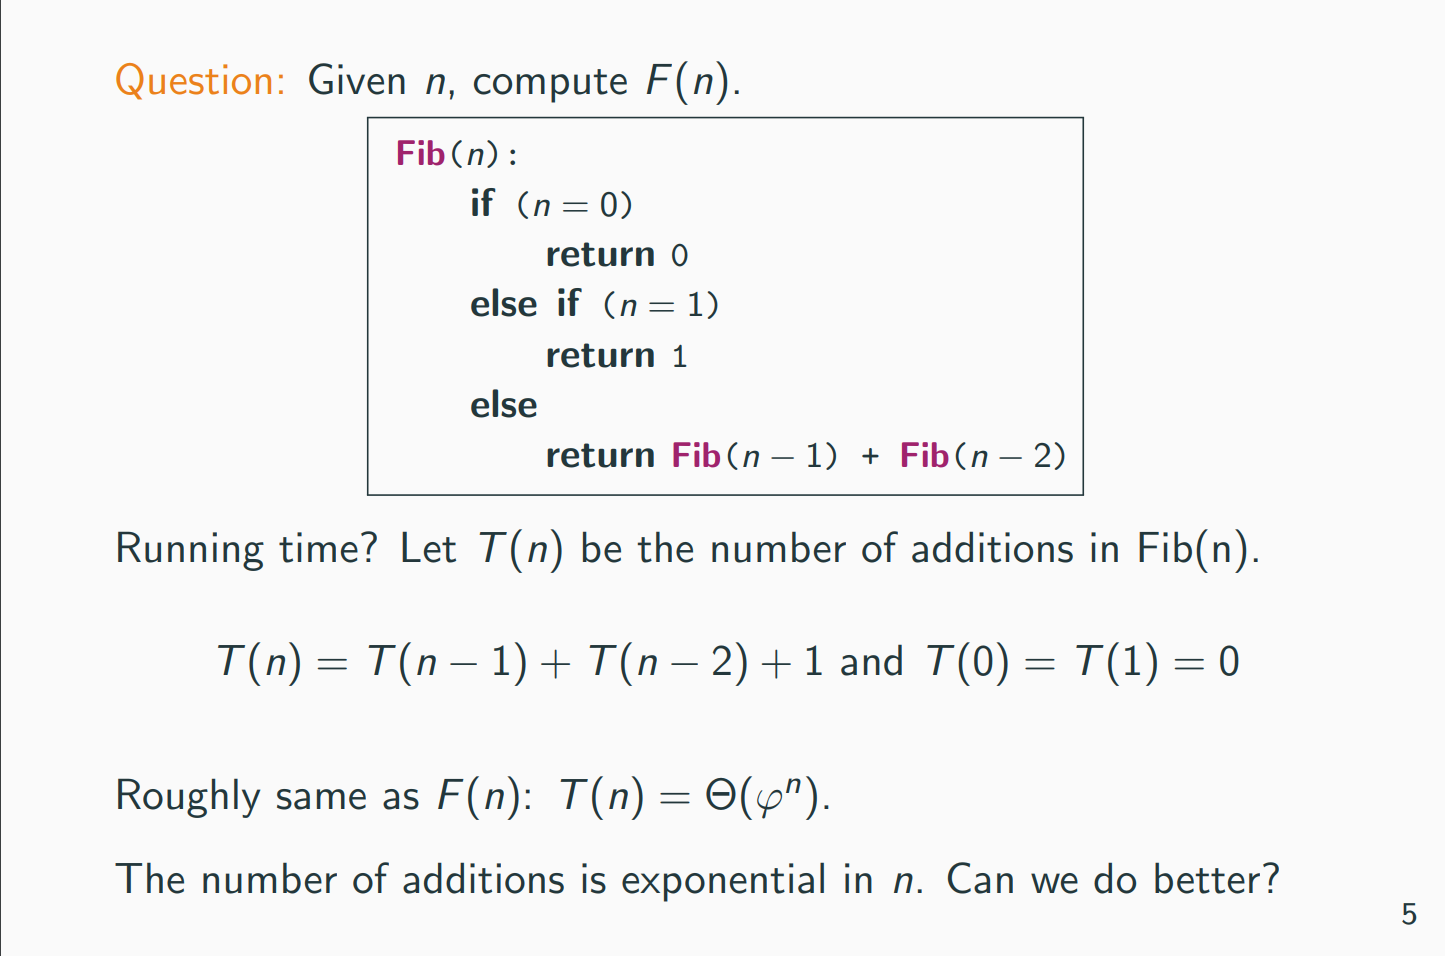 Question: Given n, compute F(n).
Fib(n):
if (n = 0)
return 0
else if (n = 1)
return 1
else
return Fib(n − 1) + Fib(n − 2)
Running time? Let T(n) be the number of additions in Fib(n).
T(n) = T(n − 1) + T(n − 2) + 1 and T(0) = T(1) = 0
Roughly same as F(n): T(n) = Θ(φⁿ).
The number of additions is exponential in n. Can we do better?
5